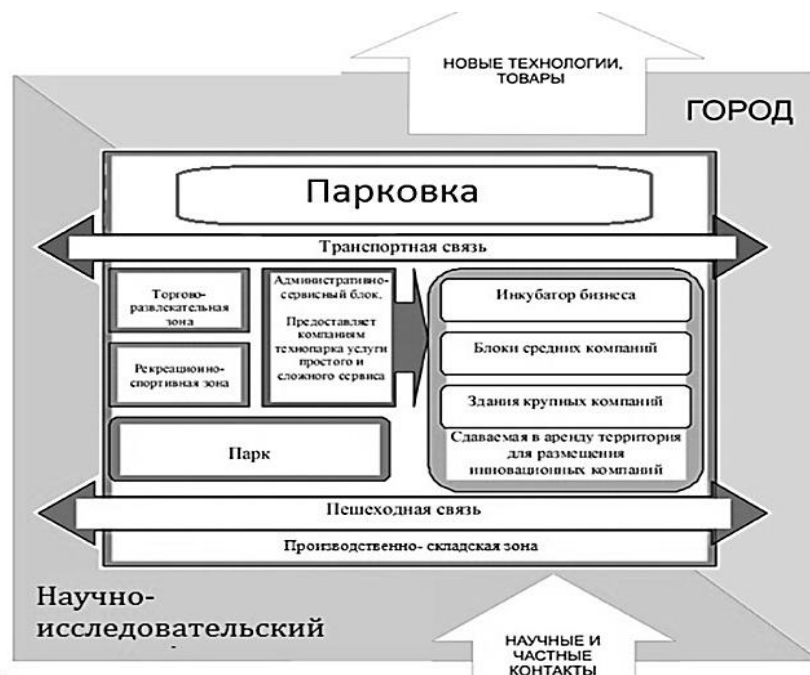 НОВЫЕ ТЕХНОЛОГИИ,
ТОВАРЫ
ГОРОД
Парковка
Транспортная связь
Торгово-
развлекательная
зона
Рекреационно-
спортивная зона
Административно-
сервисный блок.
Предоставляет
компаниям
технопарка услуги
простого и
сложного сервиса
Инкубатор бизнеса
Блоки средних компаний
Здания крупных компаний
Сдаваемая в аренду территория
для размещения
инновационных компаний
Парк
Пешеходная связь
Производственно- складская зона
Научно-
исследовательский
НАУЧНЫЕ И
ЧАСТНЫЕ
КОНТАКТЫ